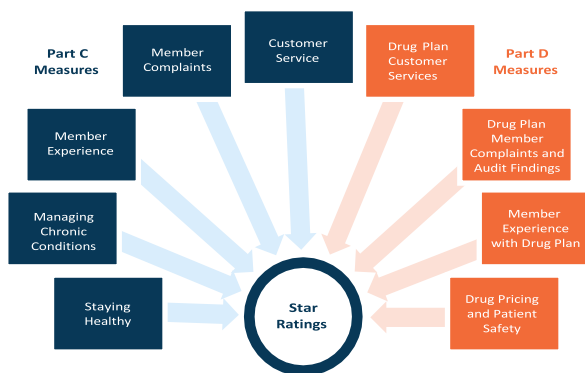 Part C
Measures
Member
Complaints
Customer
Service
Drug Plan
Customer
Services
Part D
Measures
Member
Experience
Drug Plan
Member
Complaints and
Audit Findings
Managing
Chronic
Conditions
Member
Experience
with Drug Plan
Staying
Healthy
Star
Ratings
Drug Pricing
and Patient
Safety